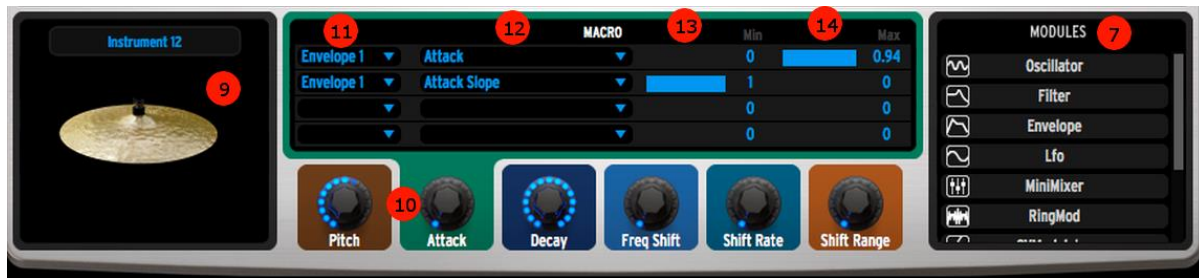 Instrument 12
9
11
12
MACRO
13
Min
14
Max
Envelope 1
Attack
0
0.94
Envelope 1
Attack Slope
1
0
0
0
0
0
10
Pitch
Attack
Decay
Freq Shift
Shift Rate
Shift Range
MODULES
7
Oscillator
Filter
Envelope
Lfo
MiniMixer
RingMod